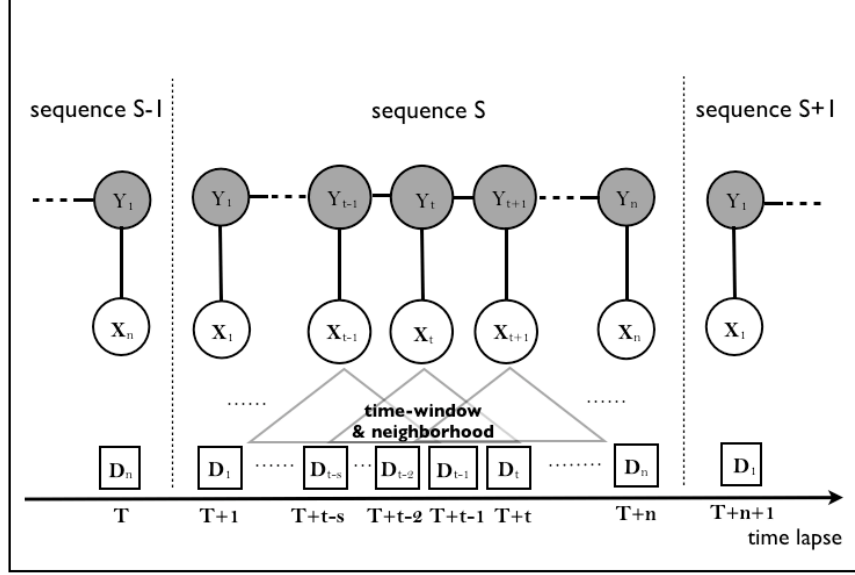 sequence S-1 sequence S sequence S+1
Y₁ Y₁ Yₜ₋₁ Yₜ Yₜ₊₁ Yₙ Y₁
Xₙ X₁ Xₜ₋₁ Xₜ Xₜ₊₁ Xₙ X₁
...... ......
time-window
& neighborhood
Dₙ D₁ ...... Dₜ₋ₛ ... Dₜ₋₂ Dₜ₋₁ Dₜ ........ Dₙ D₁
T T+1 T+t-s T+t-2 T+t-1 T+t T+n T+n+1
time lapse